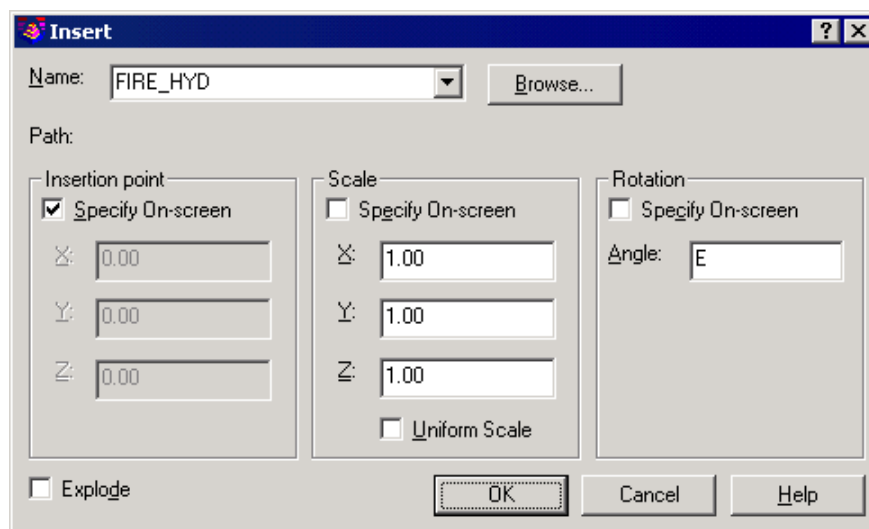 Insert
Name: FIRE_HYD Browse...
Path:
Insertion point Scale Rotation
Specify On-screen Specify On-screen Specify On-screen
X: 0.00 X: 1.00 Angle: E
Y: 0.00 Y: 1.00
Z: 0.00 Z: 1.00
Uniform Scale
Explode OK Cancel Help